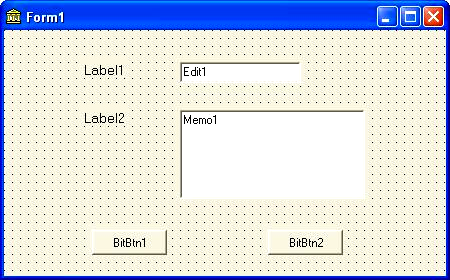 Form1
Label1 Edit1
Label2 Memo1
BitBtn1 BitBtn2